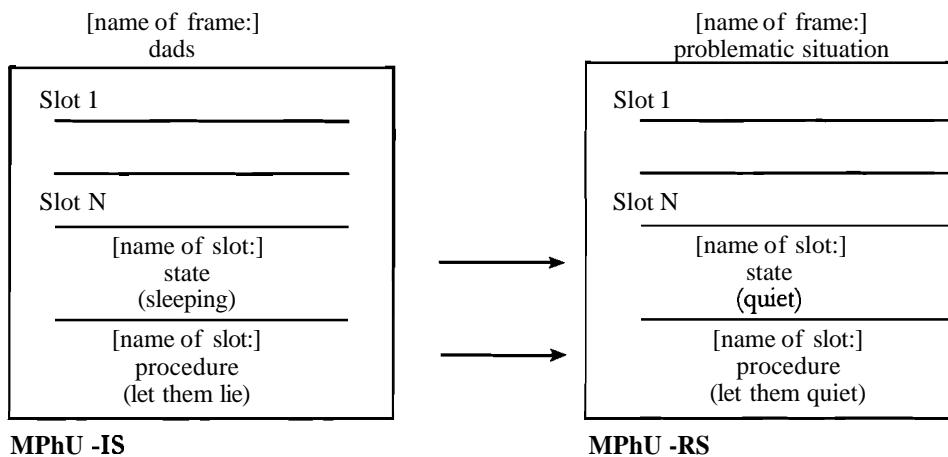 [name of frame:]
dads
Slot 1
Slot N
[name of slot:]
state
(sleeping)
[name of slot:]
procedure
(let them lie)
MPhU -IS
[name of frame:]
problematic situation
Slot 1
Slot N
[name of slot:]
state
(quiet)
[name of slot:]
procedure
(let them quiet)
MPhU -RS